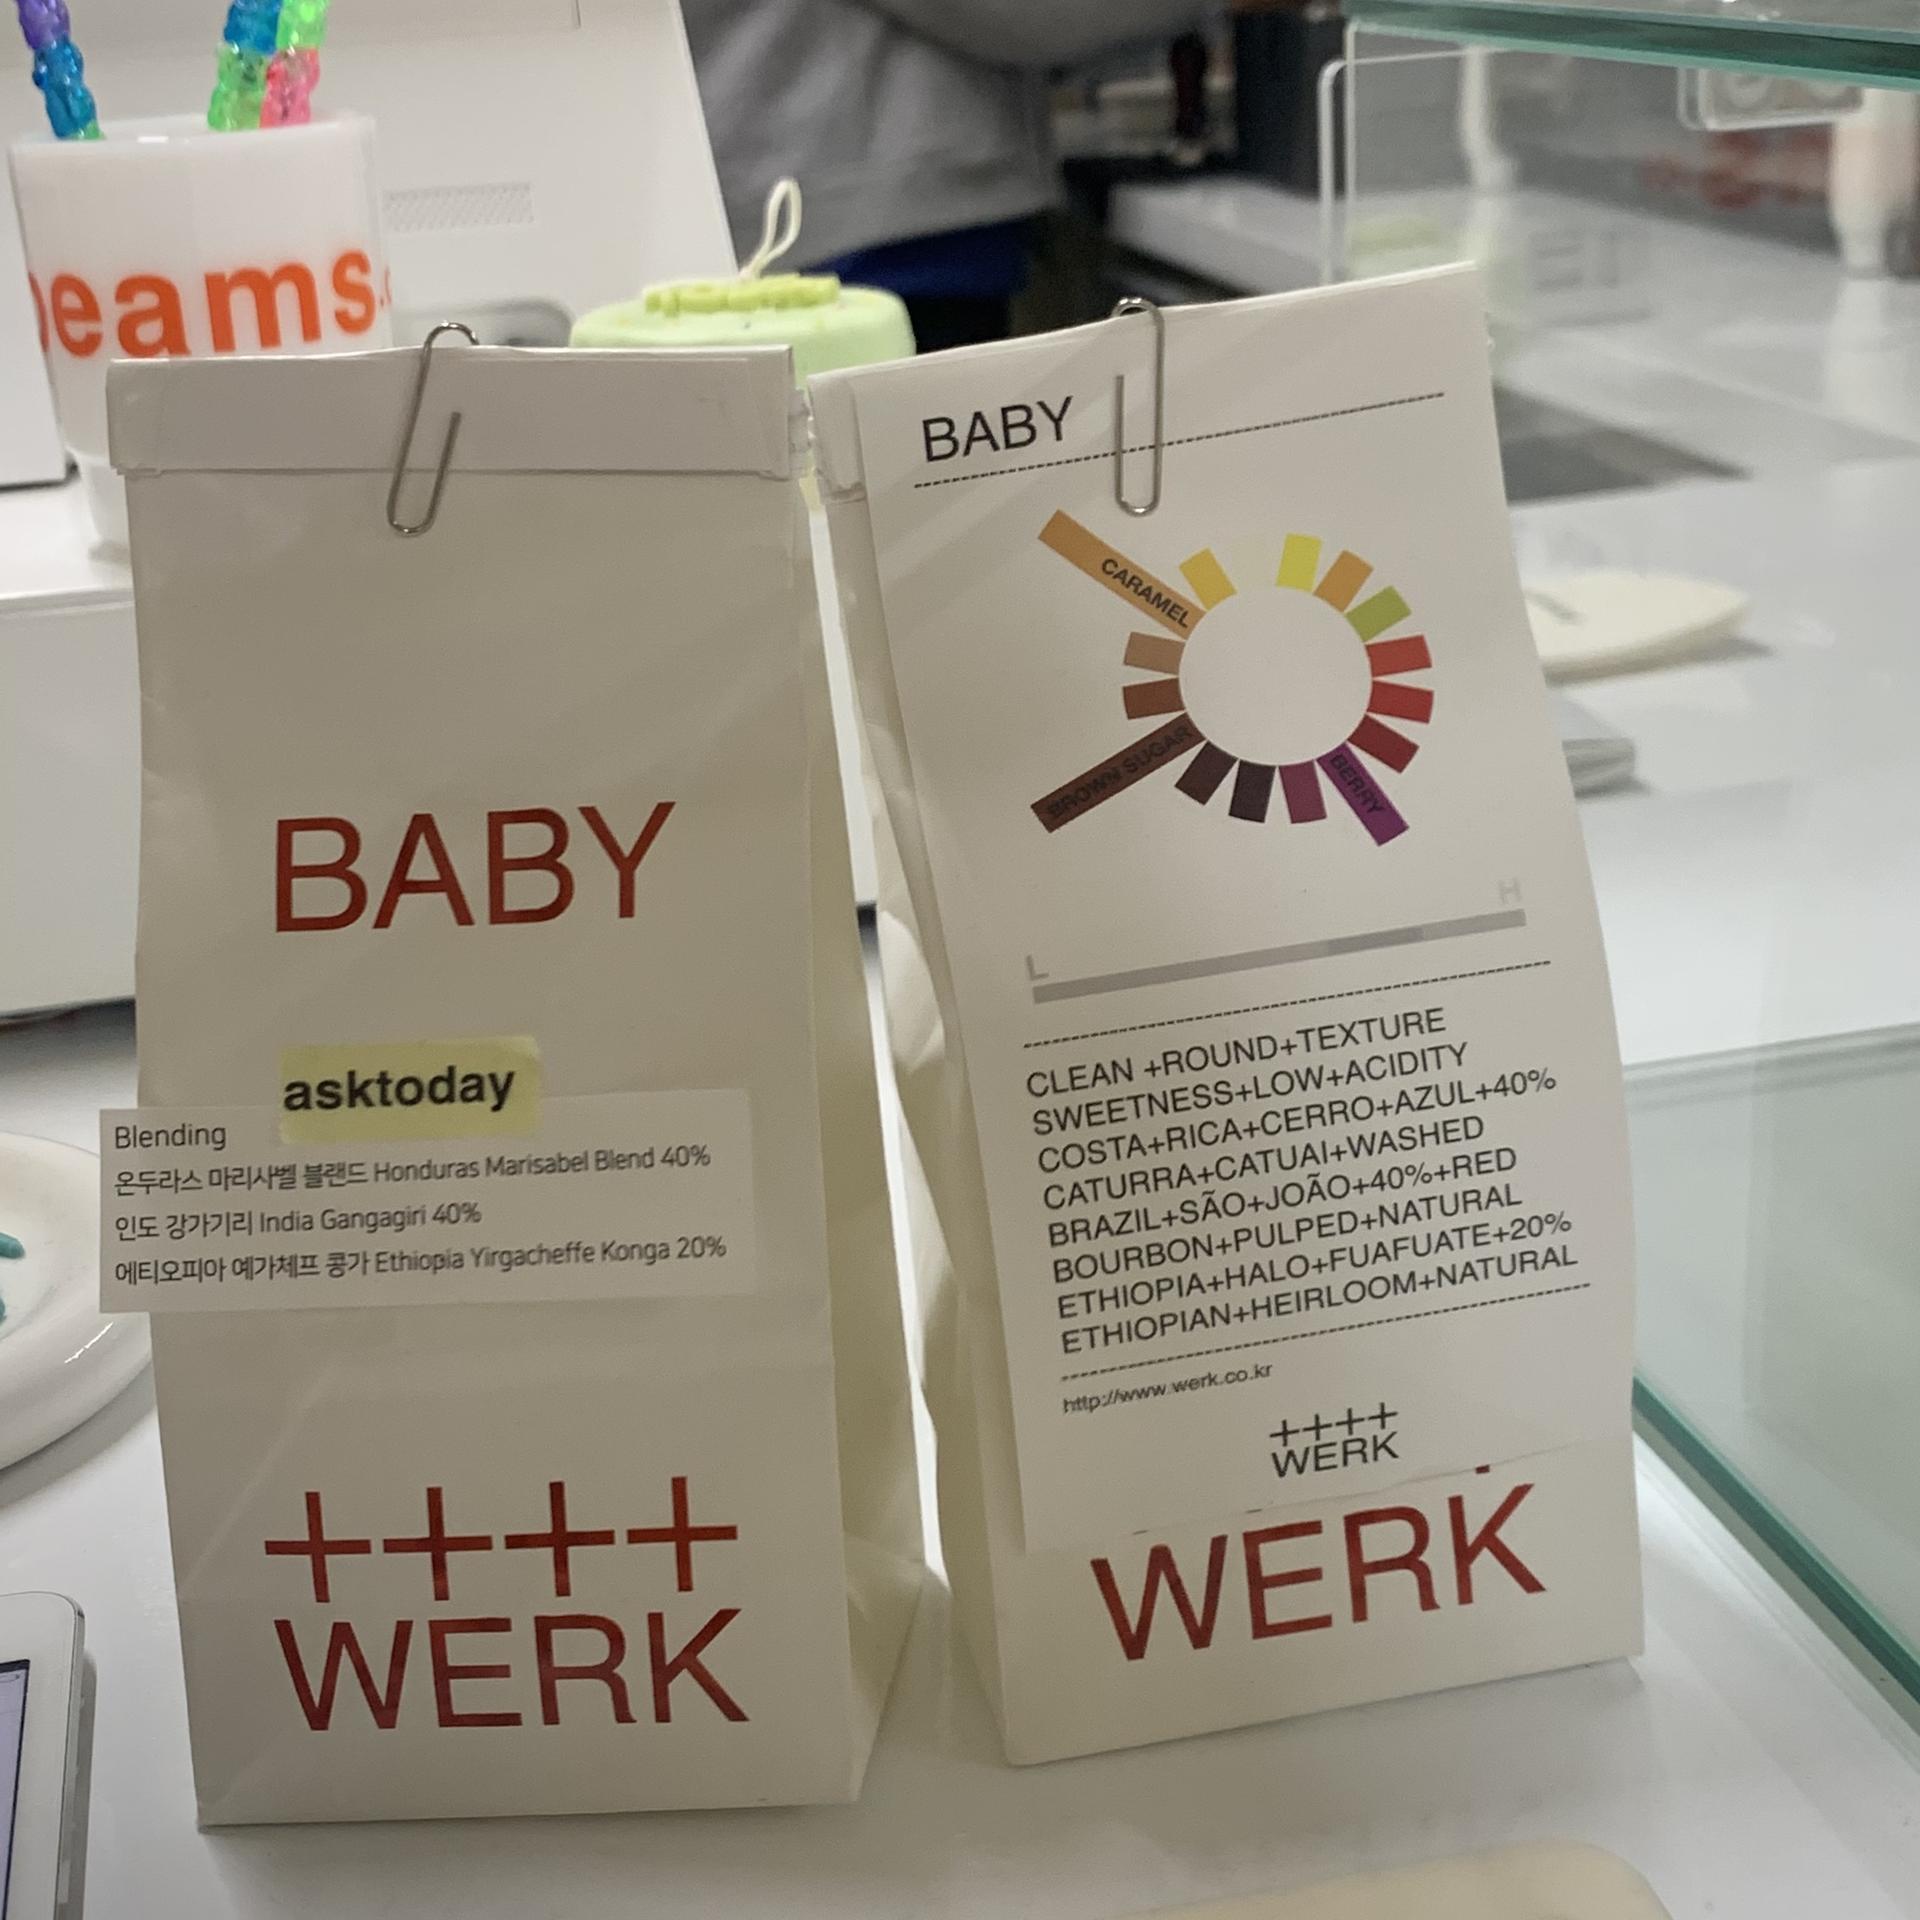 eams.
BABY
asktoday
Blending
온두라스 마리사벨 블랜드 Honduras Marisabel Blend 40%
인도 강가기리 India Gangagiri 40%
에티오피아 예가체프 콩가 Ethiopia Yirgacheffe Konga 20%
++++
WERK
BABY
CARAMEL
BROWN SUGAR
BERRY
L
H
CLEAN +ROUND+TEXTURE
SWEETNESS+LOW+ACIDITY
COSTA+RICA+CERRO+AZUL+40%
CATURRA+CATUAI+WASHED
BRAZIL+SÃO+JOÃO+40%+RED
BOURBON+PULPED+NATURAL
ETHIOPIA+HALO+FUAFUATE+20%
ETHIOPIAN+HEIRLOOM+NATURAL
http://www.werk.co.kr
++++
WERK
WERK